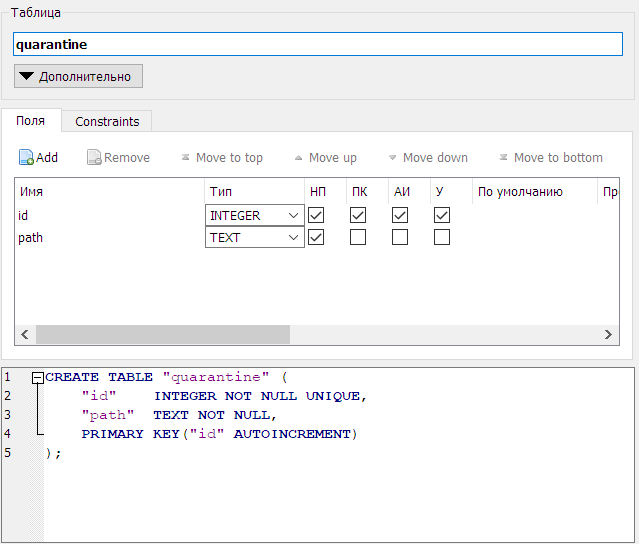 Таблица
quarantine
Дополнительно
Поля Constraints
Add Remove Move to top Move up Move down Move to bottom
Имя Тип НП ПК АИ У По умолчанию Пр
id INTEGER
path TEXT
1 CREATE TABLE "quarantine" (
2 "id" INTEGER NOT NULL UNIQUE,
3 "path" TEXT NOT NULL,
4 PRIMARY KEY("id" AUTOINCREMENT)
5 );